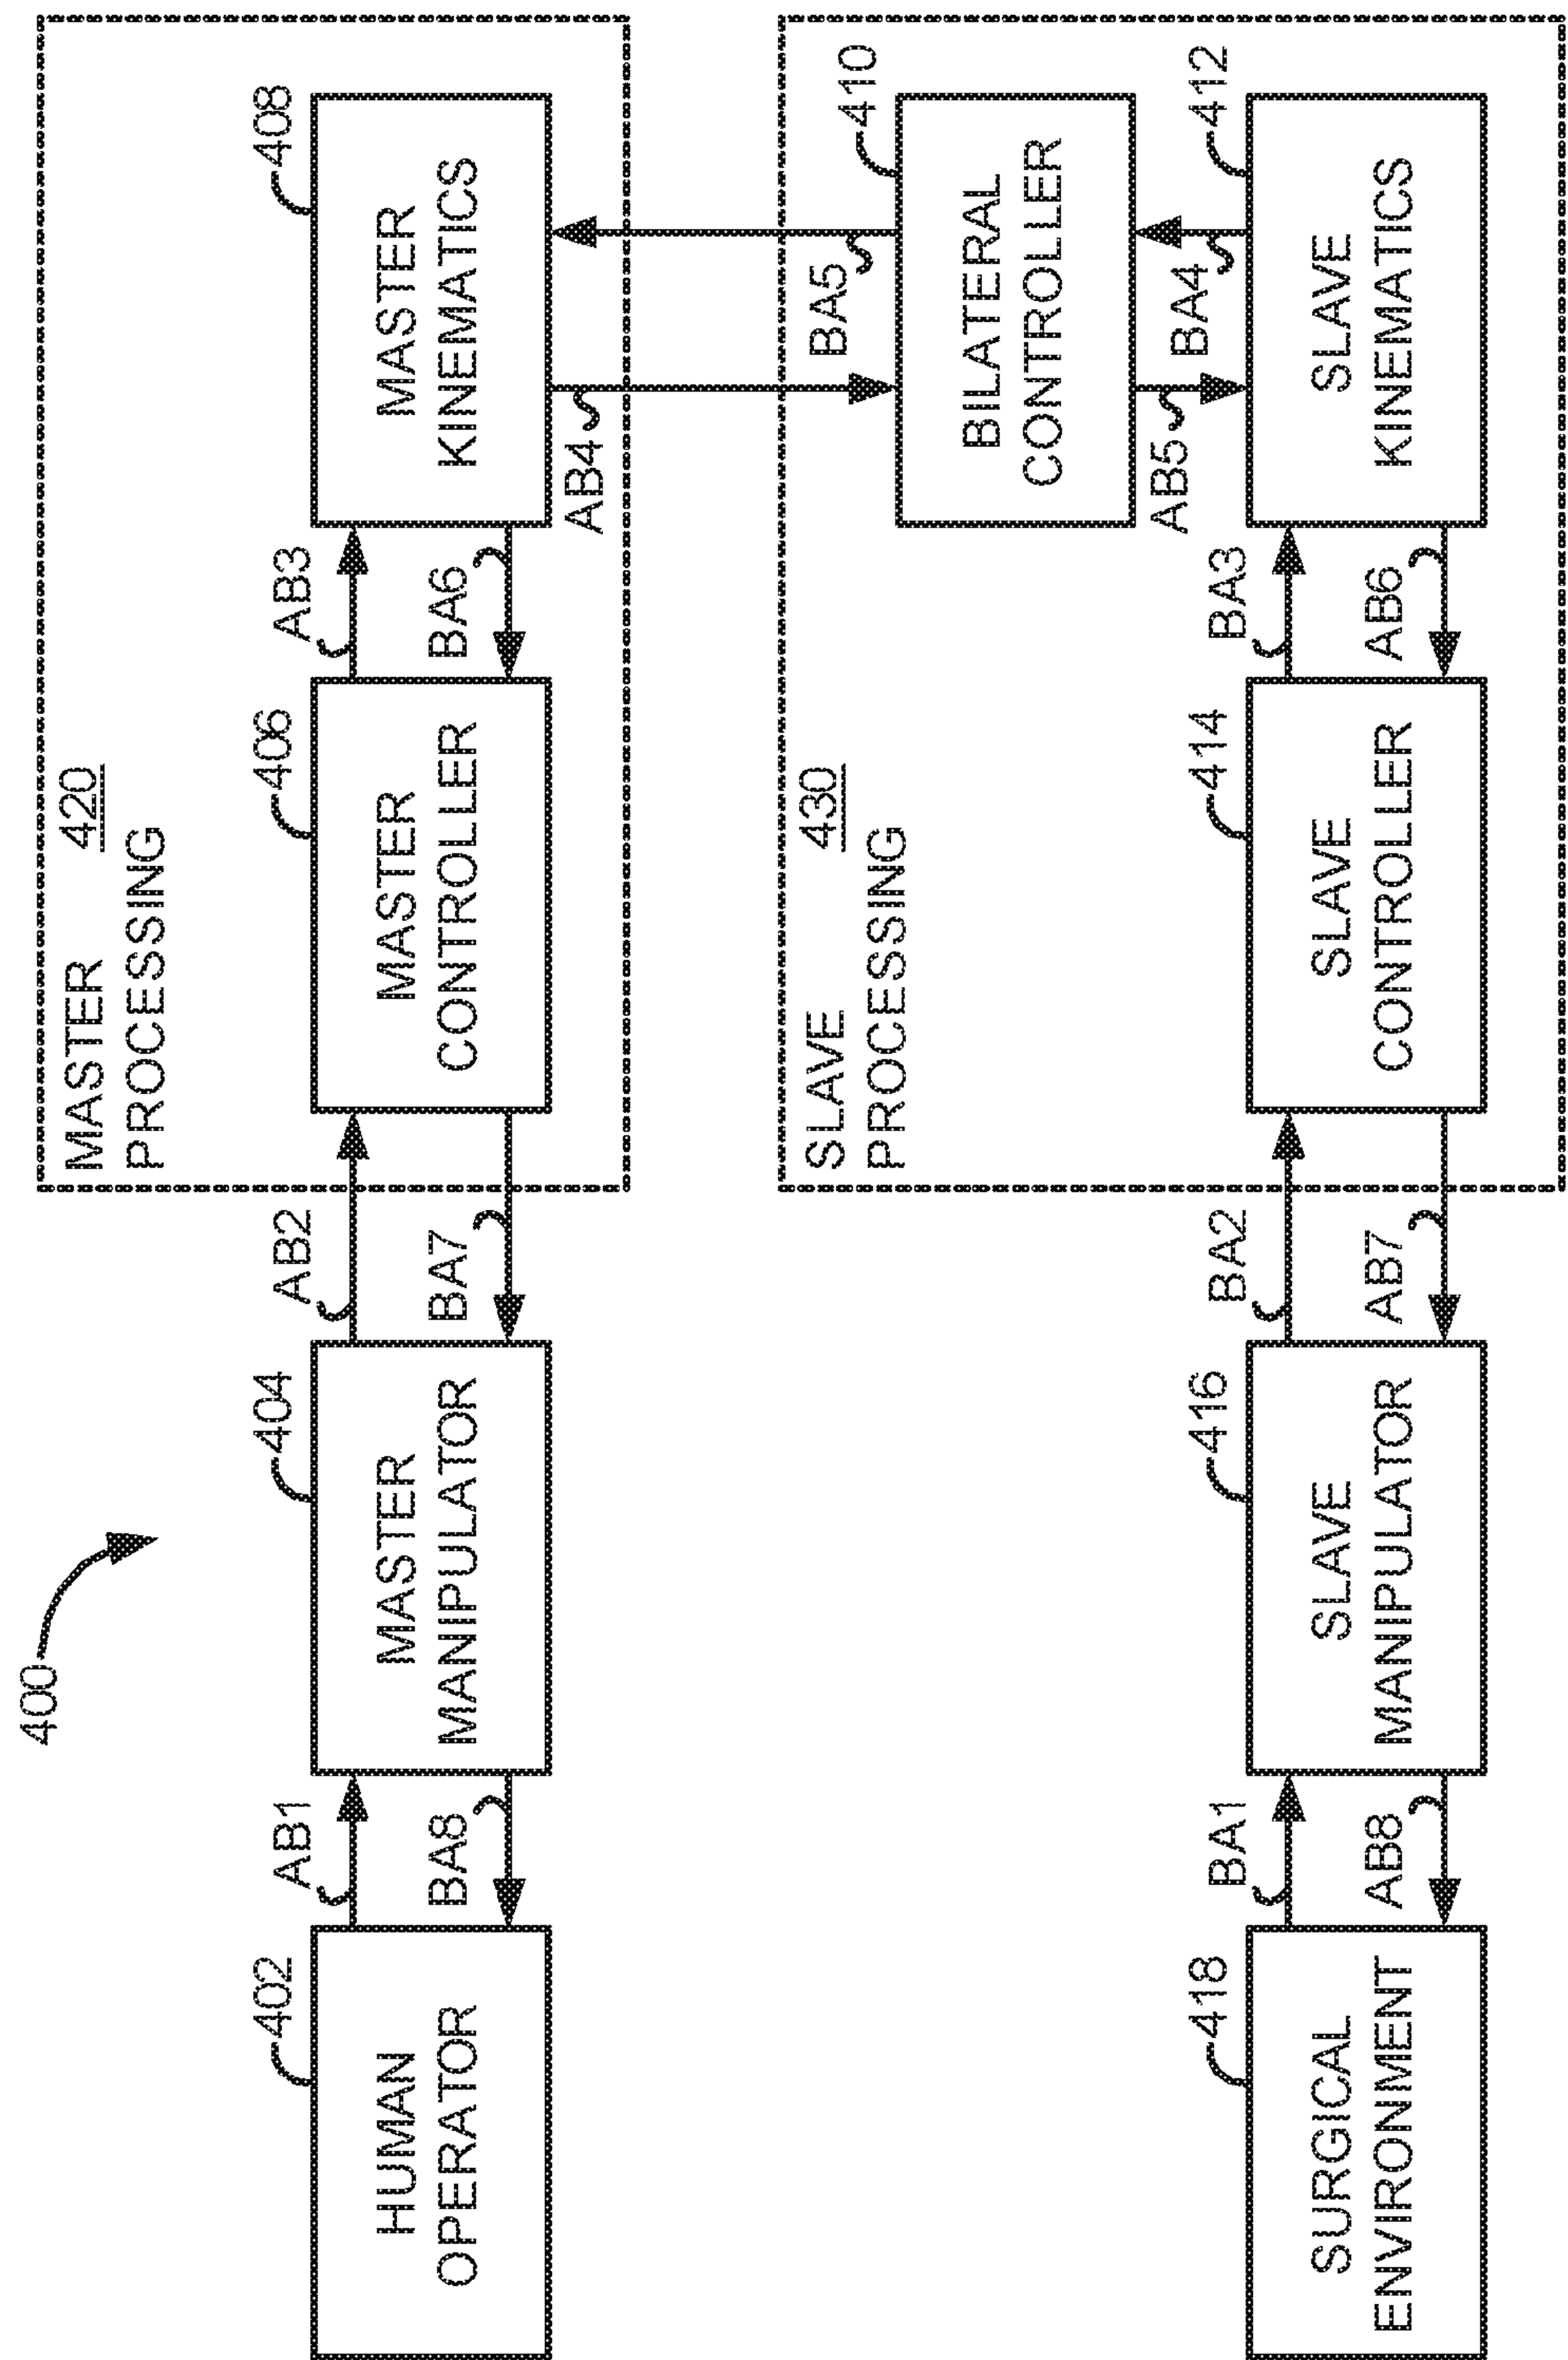 400
MASTER
PROCESSING
420
402
HUMAN
OPERATOR
AB1
BA8
404
MASTER
MANIPULATOR
AB2
BA7
406
MASTER
CONTROLLER
AB3
BA6
408
MASTER
KINEMATICS
AB4
BA5
SLAVE
PROCESSING
430
410
BILATERAL
CONTROLLER
AB5
BA4
418
SURGICAL
ENVIRONMENT
BA1
AB8
416
SLAVE
MANIPULATOR
BA2
AB7
414
SLAVE
CONTROLLER
BA3
AB6
412
SLAVE
KINEMATICS